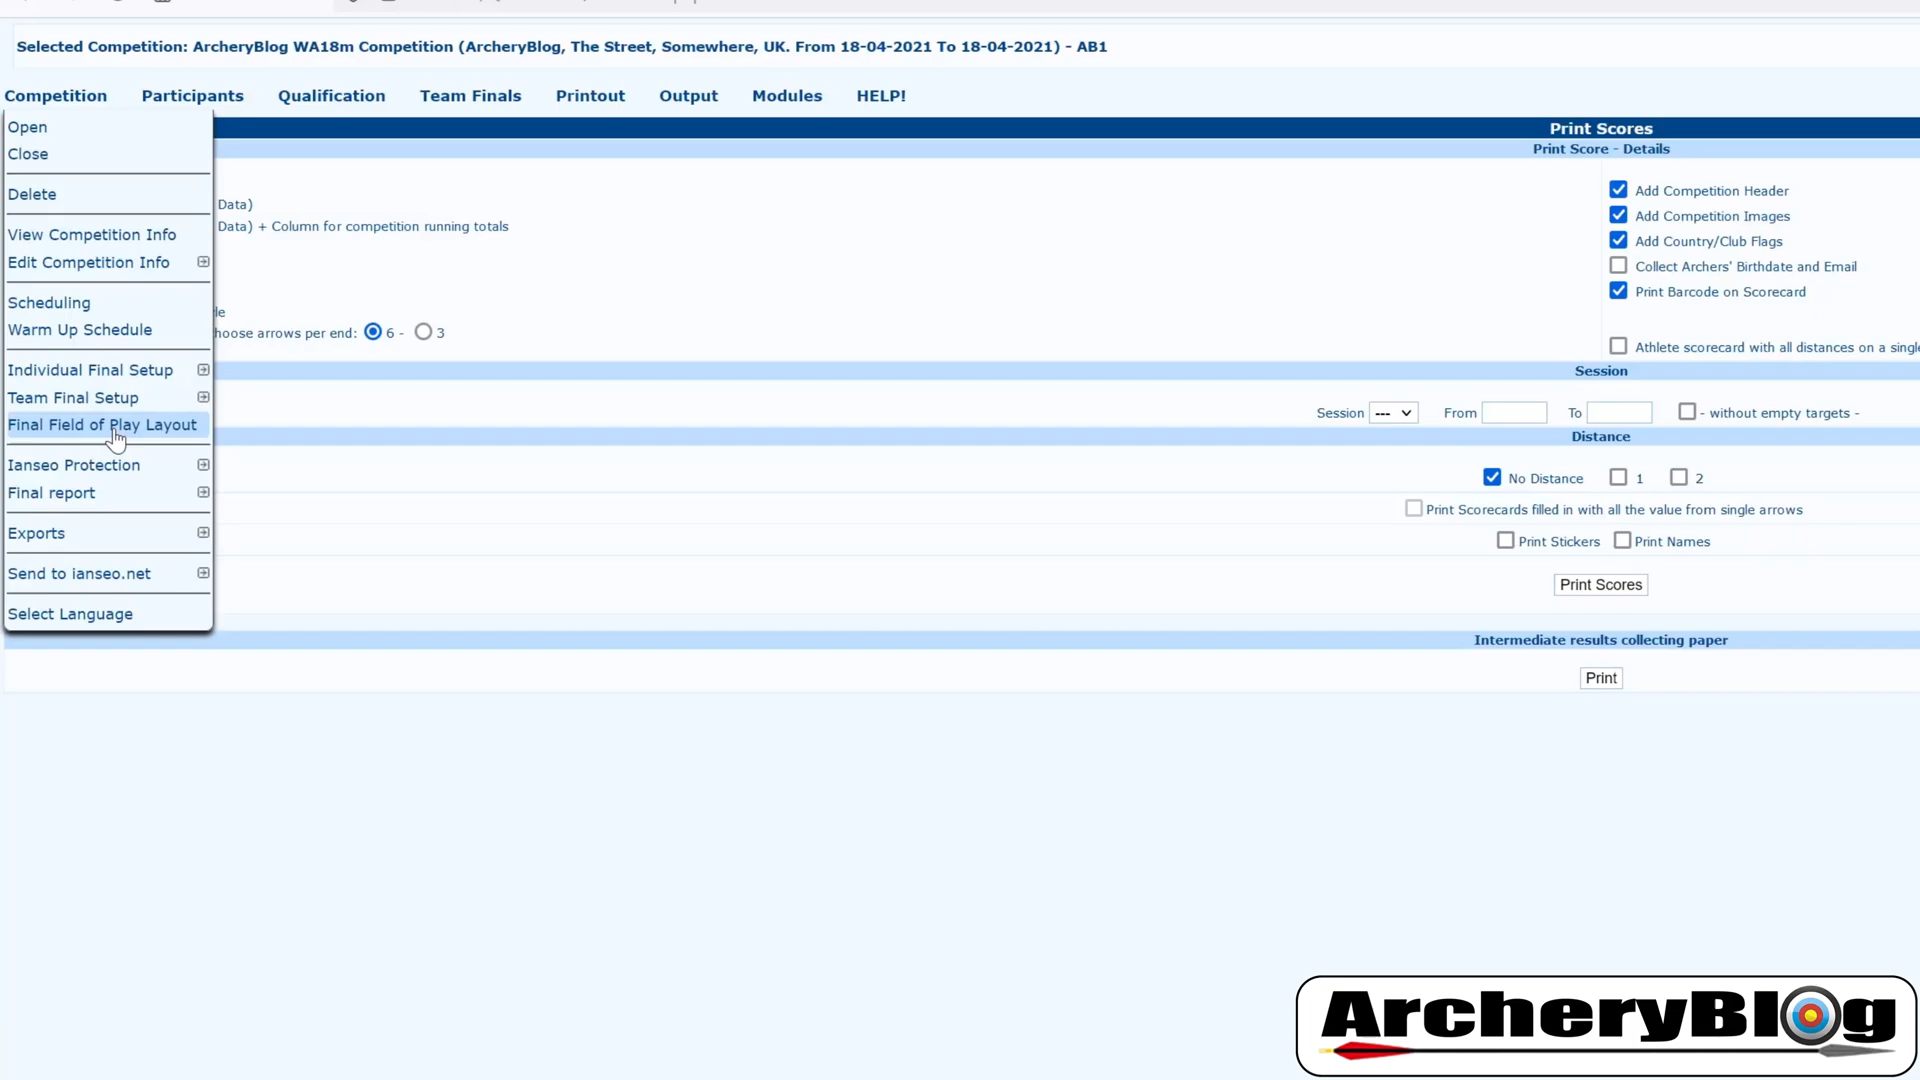 Selected Competition: ArcheryBlog WA18m Competition (ArcheryBlog, The Street, Somewhere, UK. From 18-04-2021 To 18-04-2021) - AB1
Competition Participants Qualification Team Finals Printout Output Modules HELP!
Open
Close
Delete
View Competition Info
Edit Competition Info
Scheduling
Warm Up Schedule
Individual Final Setup
Team Final Setup
Final Field of Play Layout
Ianseo Protection
Final report
Exports
Send to ianseo.net
Select Language
Print Scores
Print Score - Details
Data)
Data) + Column for competition running totals
hoose arrows per end: 6 - 3
Add Competition Header
Add Competition Images
Add Country/Club Flags
Collect Archers' Birthdate and Email
Print Barcode on Scorecard
Athlete scorecard with all distances on a singl
Session
Session --- From To - without empty targets -
Distance
No Distance 1 2
Print Scorecards filled in with all the value from single arrows
Print Stickers Print Names
Print Scores
Intermediate results collecting paper
Print
ArcheryBlog